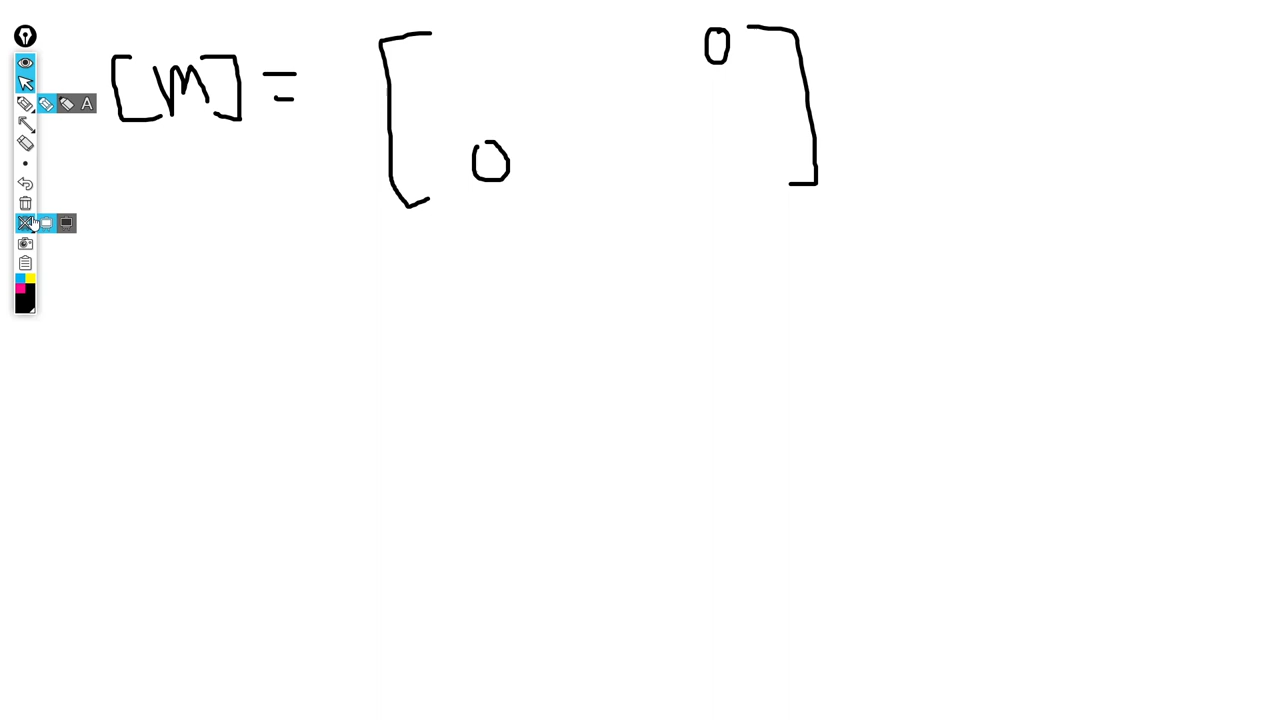 [M] = [ 0
0 ]
A